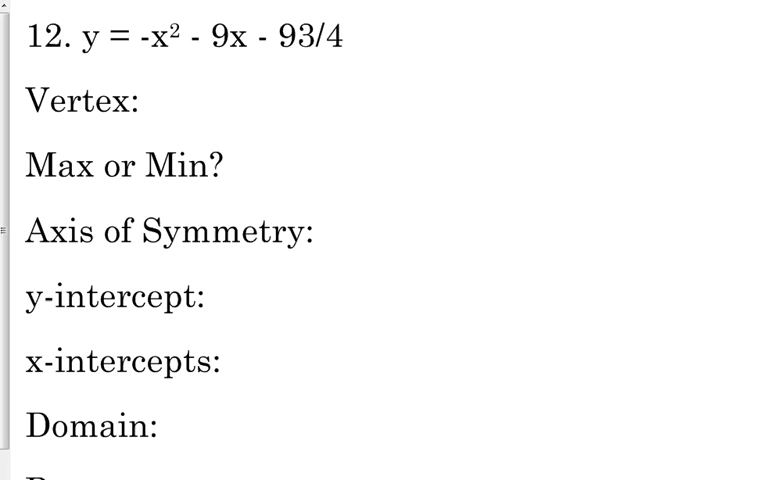 12. y = -x² - 9x - 93/4
Vertex:
Max or Min?
Axis of Symmetry:
y-intercept:
x-intercepts:
Domain: